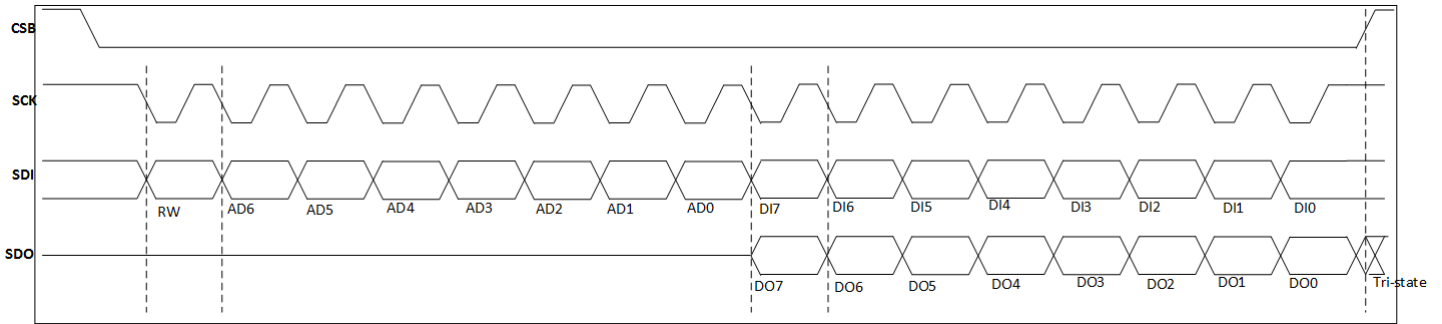 CSB
SCK
SDI
RW AD6 AD5 AD4 AD3 AD2 AD1 AD0 DI7 DI6 DI5 DI4 DI3 DI2 DI1 DI0
SDO
DO7 DO6 DO5 DO4 DO3 DO2 DO1 DO0 Tri-state